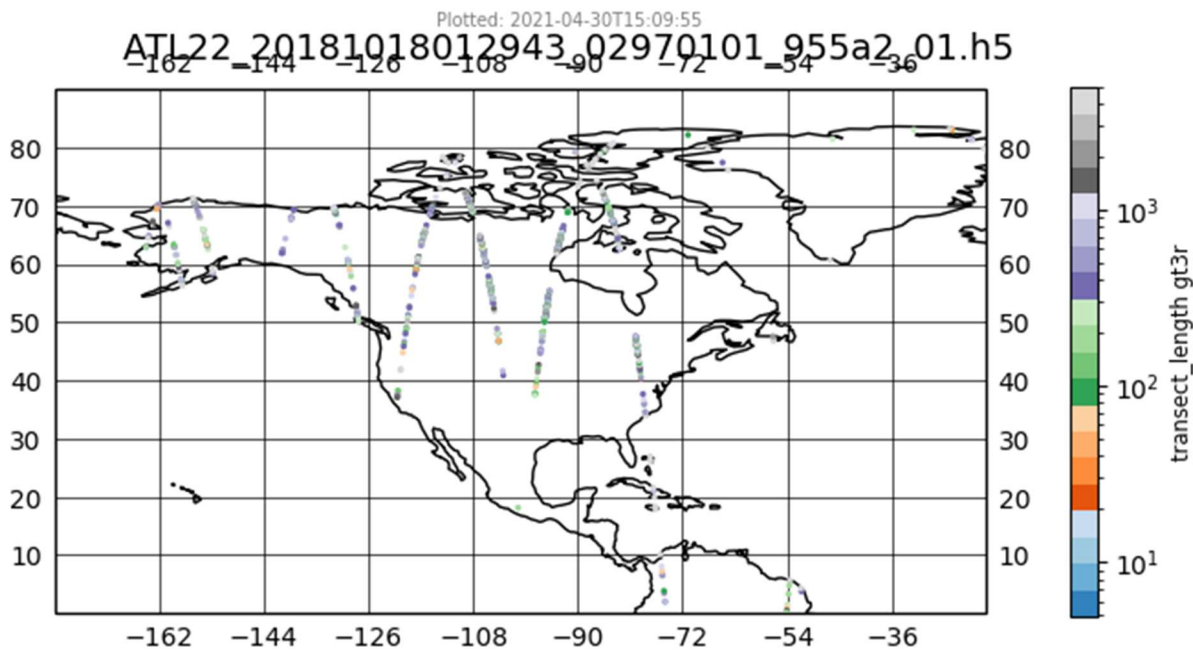 Plotted: 2021-04-30T15:09:55
ATL22_20181018012943_02970101_955a2_01.h5
−162 −144 −126 −108 −90 −72 −54 −36
80 80
70 70
60 60
50 50
40 40
30 30
20 20
10 10
−162 −144 −126 −108 −90 −72 −54 −36
10³
10²
10¹
transect_length gt3r